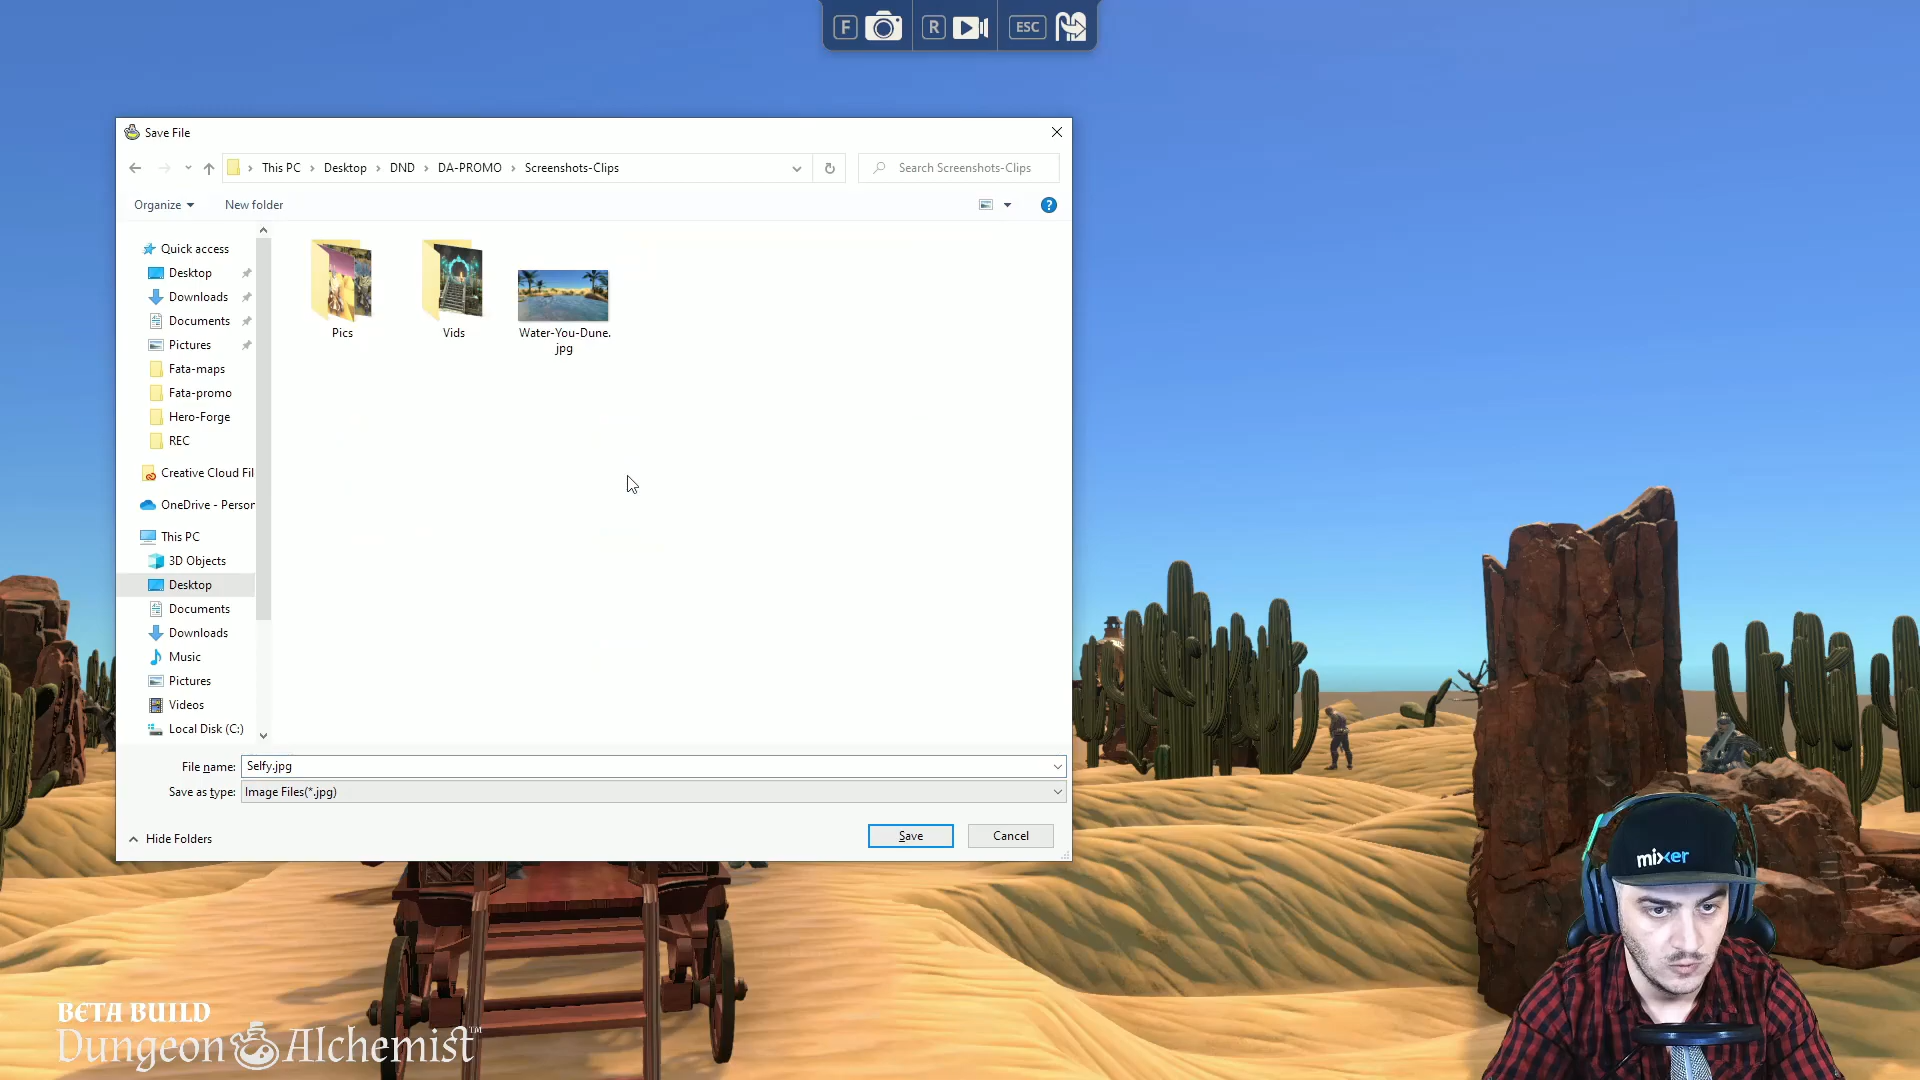 F R ESC
Save File
This PC Desktop DND DA-PROMO Screenshots-Clips
Search Screenshots-Clips
Organize New folder
Quick access
Desktop
Downloads
Documents
Pictures
Fata-maps
Fata-promo
Hero-Forge
REC
Creative Cloud Fil
OneDrive - Person
This PC
3D Objects
Desktop
Documents
Downloads
Music
Pictures
Videos
Local Disk (C:)
Pics
Vids
Water-You-Dune.
jpg
File name: Selfy.jpg
Save as type: Image Files(*.jpg)
Hide Folders
Save Cancel
mixer
BETA BUILD
Dungeon Alchemist™